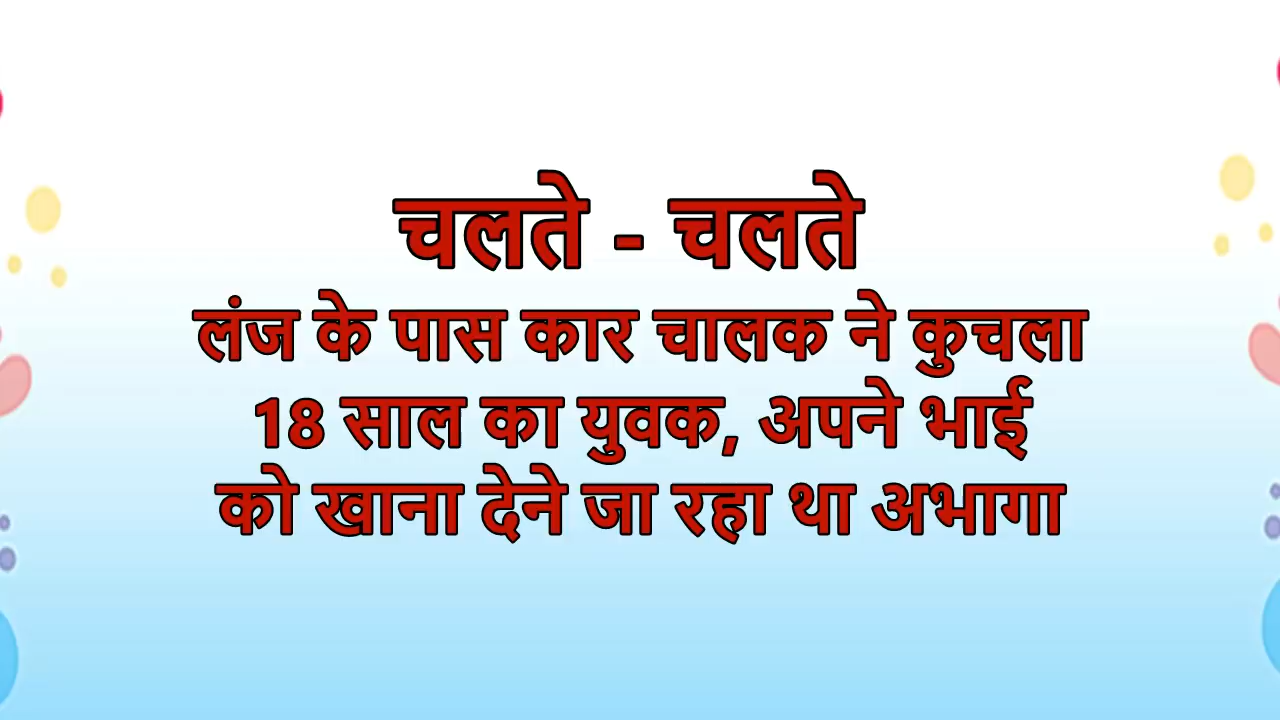 चलते - चलते
लंज के पास कार चालक ने कुचला
18 साल का युवक, अपने भाई
को खाना देने जा रहा था अभागा